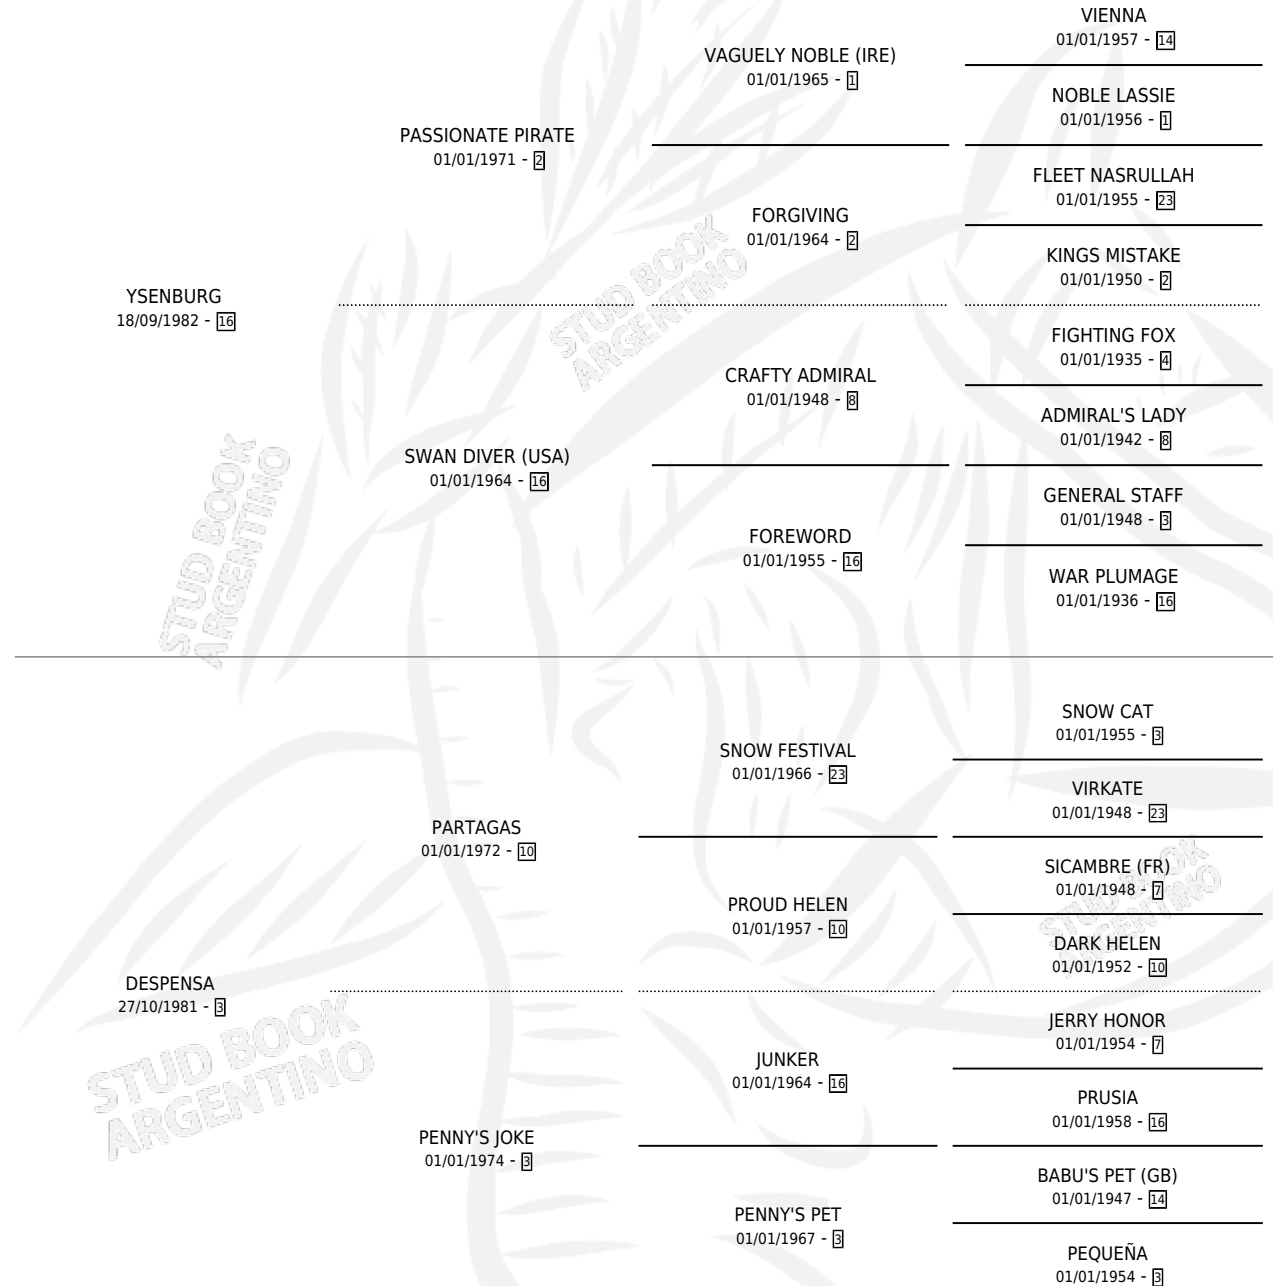 VIENNA
01/01/1957 - 14
VAGUELY NOBLE (IRE)
01/01/1965 - 1
NOBLE LASSIE
01/01/1956 - 1
PASSIONATE PIRATE
01/01/1971 - 2
FLEET NASRULLAH
01/01/1955 - 23
FORGIVING
01/01/1964 - 2
KINGS MISTAKE
01/01/1950 - 2
YSENBURG
18/09/1982 - 16
FIGHTING FOX
01/01/1935 - 4
CRAFTY ADMIRAL
01/01/1948 - 8
ADMIRAL'S LADY
01/01/1942 - 8
SWAN DIVER (USA)
01/01/1964 - 16
GENERAL STAFF
01/01/1948 - 3
FOREWORD
01/01/1955 - 16
WAR PLUMAGE
01/01/1936 - 16
SNOW CAT
01/01/1955 - 3
SNOW FESTIVAL
01/01/1966 - 23
VIRKATE
01/01/1948 - 23
PARTAGAS
01/01/1972 - 10
SICAMBRE (FR)
01/01/1948 - 7
PROUD HELEN
01/01/1957 - 10
DARK HELEN
01/01/1952 - 10
DESPENSA
27/10/1981 - 3
JERRY HONOR
01/01/1954 - 7
JUNKER
01/01/1964 - 16
PRUSIA
01/01/1958 - 16
PENNY'S JOKE
01/01/1974 - 3
BABU'S PET (GB)
01/01/1947 - 14
PENNY'S PET
01/01/1967 - 3
PEQUEÑA
01/01/1954 - 3
STUD BOOK
ARGENTINO
STUD BOOK
ARGENTINO
STUD BOOK
ARGENTINO
STUD BOOK
ARGENTINO